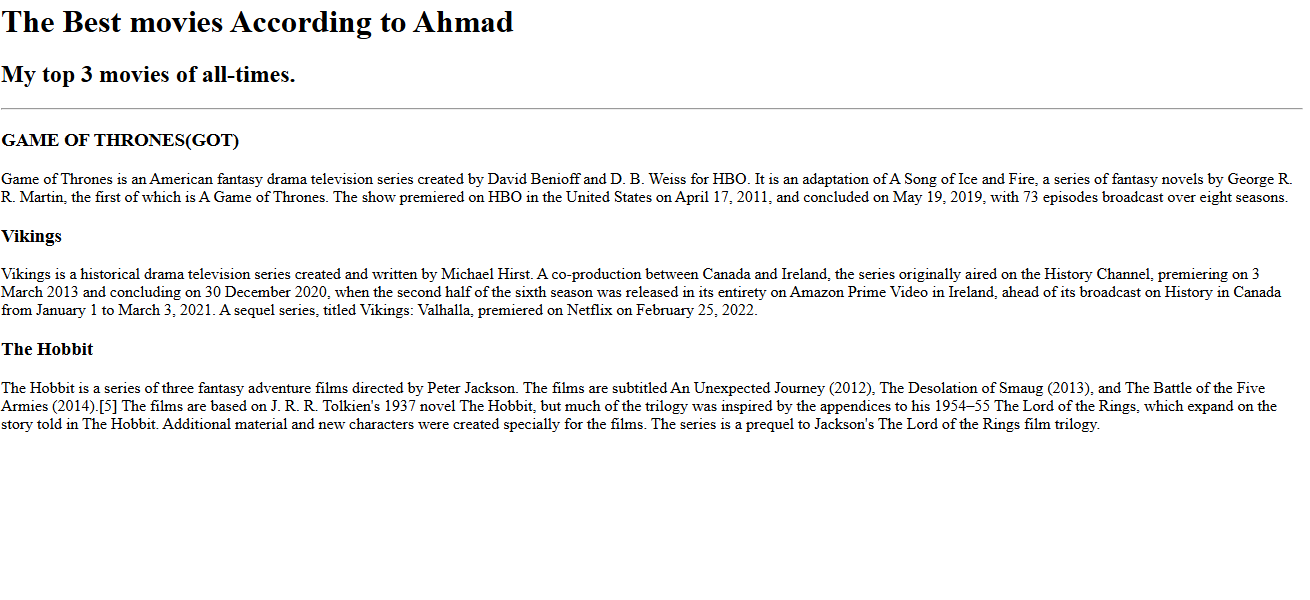 The Best movies According to Ahmad
My top 3 movies of all-times.
GAME OF THRONES(GOT)
Game of Thrones is an American fantasy drama television series created by David Benioff and D. B. Weiss for HBO. It is an adaptation of A Song of Ice and Fire, a series of fantasy novels by George R.
R. Martin, the first of which is A Game of Thrones. The show premiered on HBO in the United States on April 17, 2011, and concluded on May 19, 2019, with 73 episodes broadcast over eight seasons.
Vikings
Vikings is a historical drama television series created and written by Michael Hirst. A co-production between Canada and Ireland, the series originally aired on the History Channel, premiering on 3
March 2013 and concluding on 30 December 2020, when the second half of the sixth season was released in its entirety on Amazon Prime Video in Ireland, ahead of its broadcast on History in Canada
from January 1 to March 3, 2021. A sequel series, titled Vikings: Valhalla, premiered on Netflix on February 25, 2022.
The Hobbit
The Hobbit is a series of three fantasy adventure films directed by Peter Jackson. The films are subtitled An Unexpected Journey (2012), The Desolation of Smaug (2013), and The Battle of the Five
Armies (2014).[5] The films are based on J. R. R. Tolkien's 1937 novel The Hobbit, but much of the trilogy was inspired by the appendices to his 1954–55 The Lord of the Rings, which expand on the
story told in The Hobbit. Additional material and new characters were created specially for the films. The series is a prequel to Jackson's The Lord of the Rings film trilogy.